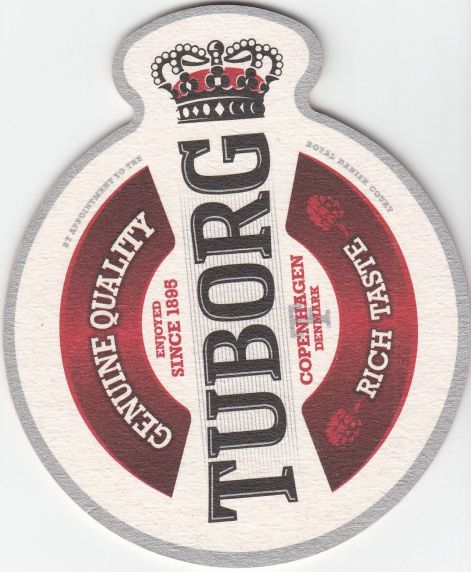 BY APPOINTMENT TO THE
ROYAL DANISH COURT
GENUINE QUALITY
ENJOYED
SINCE 1895
TUBORG
COPENHAGEN
DENMARK
T
RICH TASTE